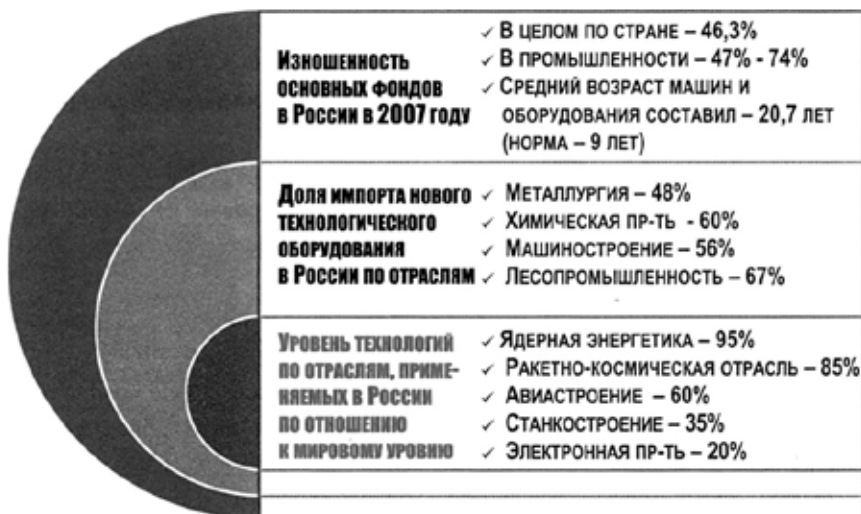 Изношенность
основных фондов
в России в 2007 году
✓ В целом по стране – 46,3%
✓ В промышленности – 47% - 74%
✓ Средний возраст машин и
оборудования составил – 20,7 лет
(норма – 9 лет)
Доля импорта нового
технологического
оборудования
в России по отраслям
✓ Металлургия – 48%
✓ Химическая пр-ть - 60%
✓ Машиностроение – 56%
✓ Лесопромышленность – 67%
Уровень технологий
по отраслям, приме-
няемых в России
по отношению
к мировому уровню
✓ Ядерная энергетика – 95%
✓ Ракетно-космическая отрасль – 85%
✓ Авиастроение – 60%
✓ Станкостроение – 35%
✓ Электронная пр-ть – 20%